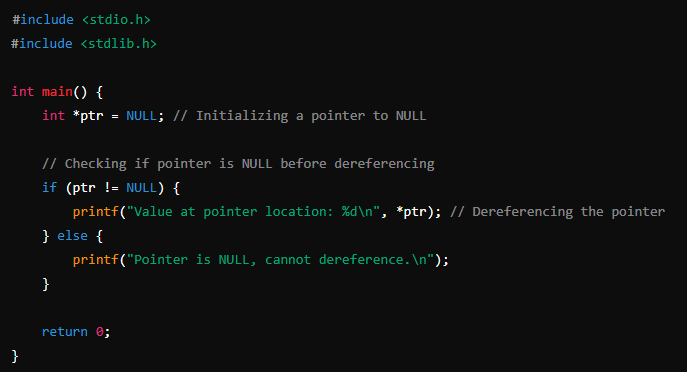 #include <stdio.h>
#include <stdlib.h>
int main() {
int *ptr = NULL; // Initializing a pointer to NULL
// Checking if pointer is NULL before dereferencing
if (ptr != NULL) {
printf("Value at pointer location: %d\n", *ptr); // Dereferencing the pointer
} else {
printf("Pointer is NULL, cannot dereference.\n");
}
return 0;
}